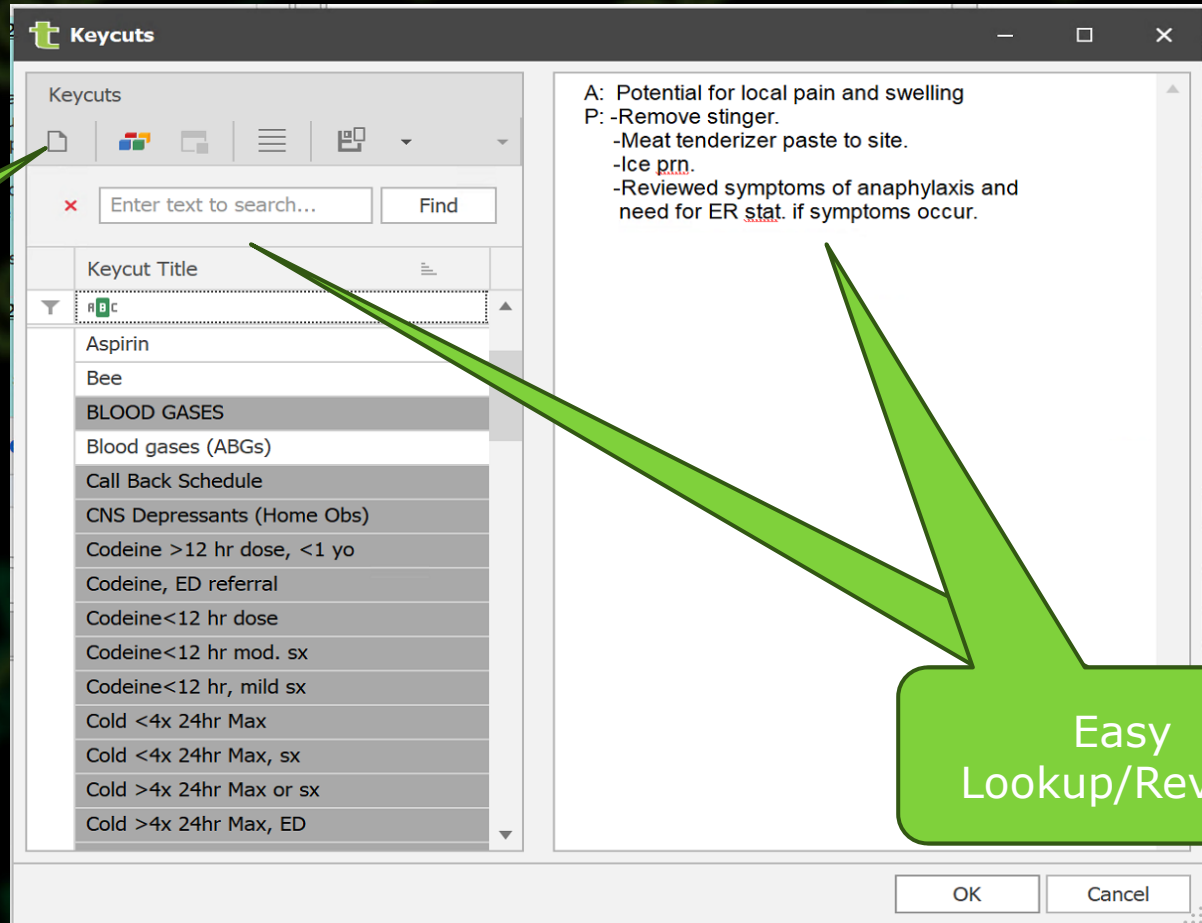 Keycuts
Keycuts
Enter text to search...
Find
Keycut Title
ABC
Aspirin
Bee
BLOOD GASES
Blood gases (ABGs)
Call Back Schedule
CNS Depressants (Home Obs)
Codeine >12 hr dose, <1 yo
Codeine, ED referral
Codeine<12 hr dose
Codeine<12 hr mod. sx
Codeine<12 hr, mild sx
Cold <4x 24hr Max
Cold <4x 24hr Max, sx
Cold >4x 24hr Max or sx
Cold >4x 24hr Max, ED
A: Potential for local pain and swelling
P: -Remove stinger.
-Meat tenderizer paste to site.
-Ice prn.
-Reviewed symptoms of anaphylaxis and
need for ER stat. if symptoms occur.
Easy
Lookup/Rev
OK
Cancel